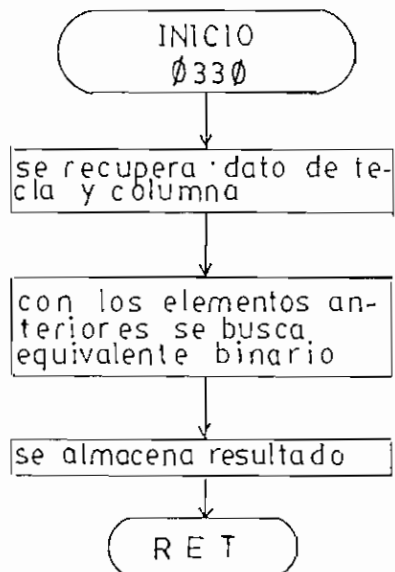 INICIO
Ø33Ø
se recupera dato de te-
cla y columna
con los elementos an-
teriores se busca
equivalente binario
se almacena resultado
RET